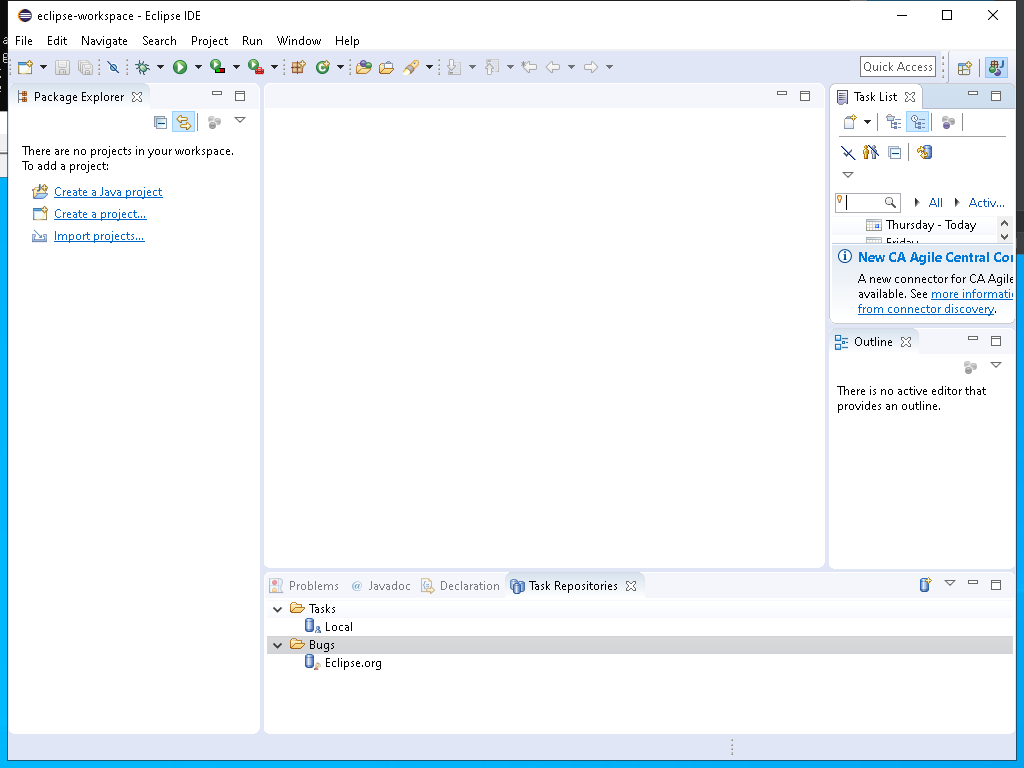 eclipse-workspace - Eclipse IDE
File Edit Navigate Search Project Run Window Help
Quick Access
Package Explorer
There are no projects in your workspace.
To add a project:
Create a Java project
Create a project...
Import projects...
Task List
All Activ...
Thursday - Today
Friday
New CA Agile Central Co
A new connector for CA Agile
available. See more informati
from connector discovery.
Outline
There is no active editor that
provides an outline.
Problems @ Javadoc Declaration Task Repositories
Tasks
Local
Bugs
Eclipse.org